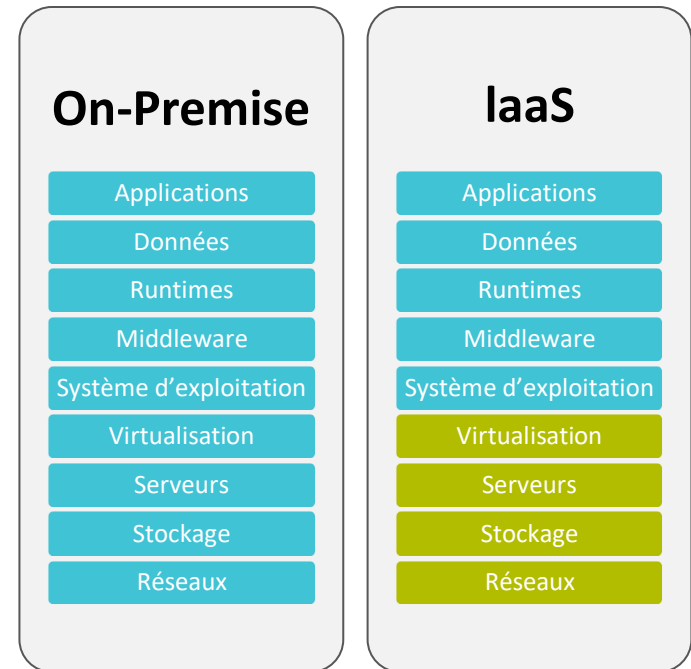 On-Premise
Applications
Données
Runtimes
Middleware
Système d’exploitation
Virtualisation
Serveurs
Stockage
Réseaux
IaaS
Applications
Données
Runtimes
Middleware
Système d’exploitation
Virtualisation
Serveurs
Stockage
Réseaux